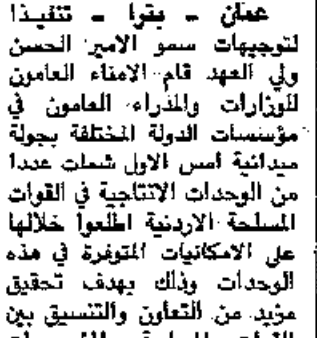 عمان - بترا - تنفيذا
لتوجيهات سمو الامير الحسن
ولي العهد قام الامناء العامون
للوزارات والمدراء العامون في
مؤسسات الدولة المختلفة بجولة
ميدانية امس الاول شملت عددا
من الوحدات الانتاجية في القوات
المسلحة الاردنية اطلعوا خلالها
على الامكانيات المتوفرة في هذه
الوحدات وذلك بهدف تحقيق
مزيد من التعاون والتنسيق بين